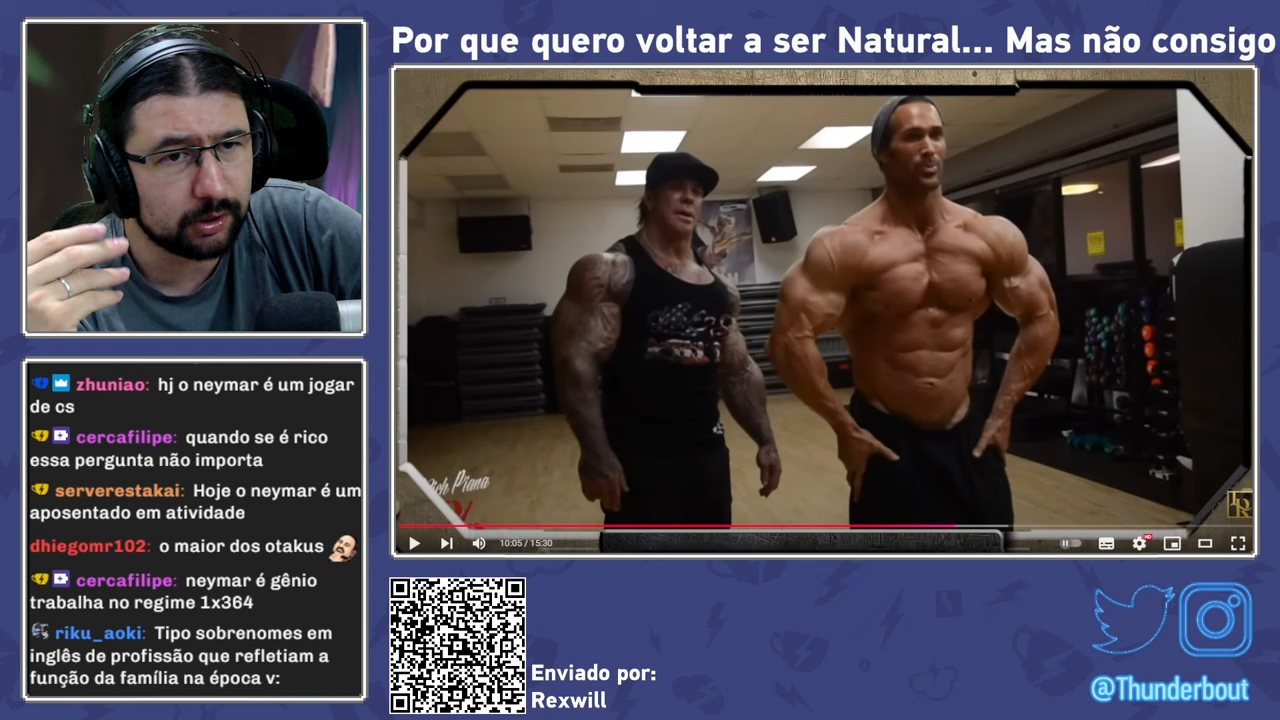 Por que quero voltar a ser Natural... Mas não consigo
zhuniao: hj o neymar é um jogar
de cs
cercafilipe: quando se é rico
essa pergunta não importa
serverestakai: Hoje o neymar é um
aposentado em atividade
dhiegomr102: o maior dos otakus
cercafilipe: neymar é gênio
trabalha no regime 1x364
riku_aoki: Tipo sobrenomes em
inglês de profissão que refletiam a
função da família na época v:
Rich Piana
10:05 / 15:30
HD
Enviado por:
Rexwill
@Thunderbout